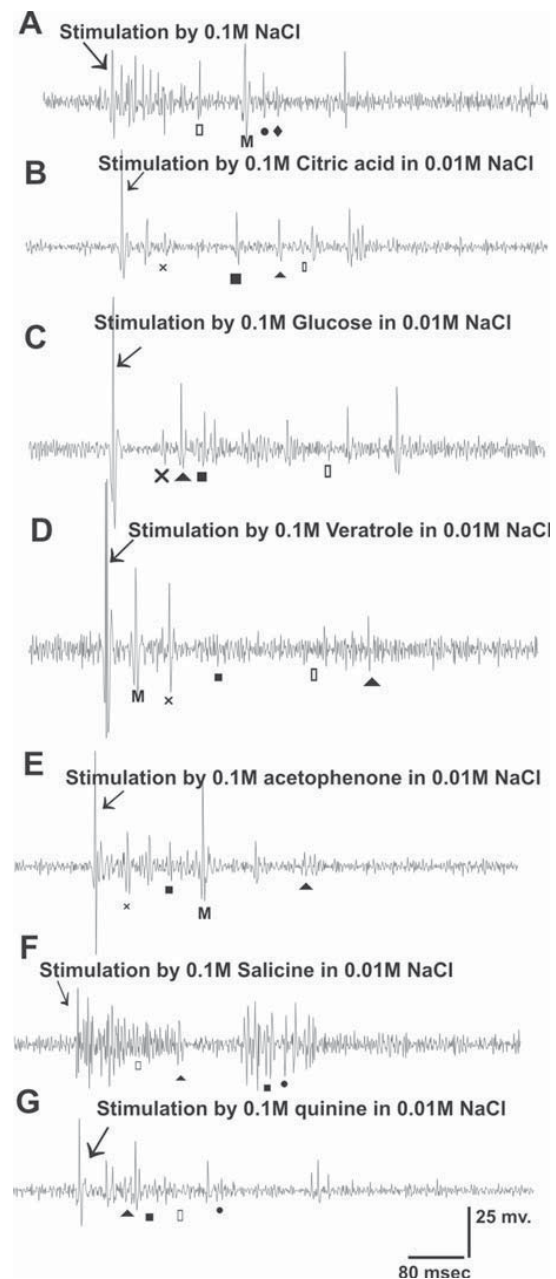 A
Stimulation by 0.1M NaCl
M
B
Stimulation by 0.1M Citric acid in 0.01M NaCl
C
Stimulation by 0.1M Glucose in 0.01M NaCl
D
Stimulation by 0.1M Veratrole in 0.01M NaCl
M
E
Stimulation by 0.1M acetophenone in 0.01M NaCl
M
F
Stimulation by 0.1M Salicine in 0.01M NaCl
G
Stimulation by 0.1M quinine in 0.01M NaCl
25 mv.
80 msec